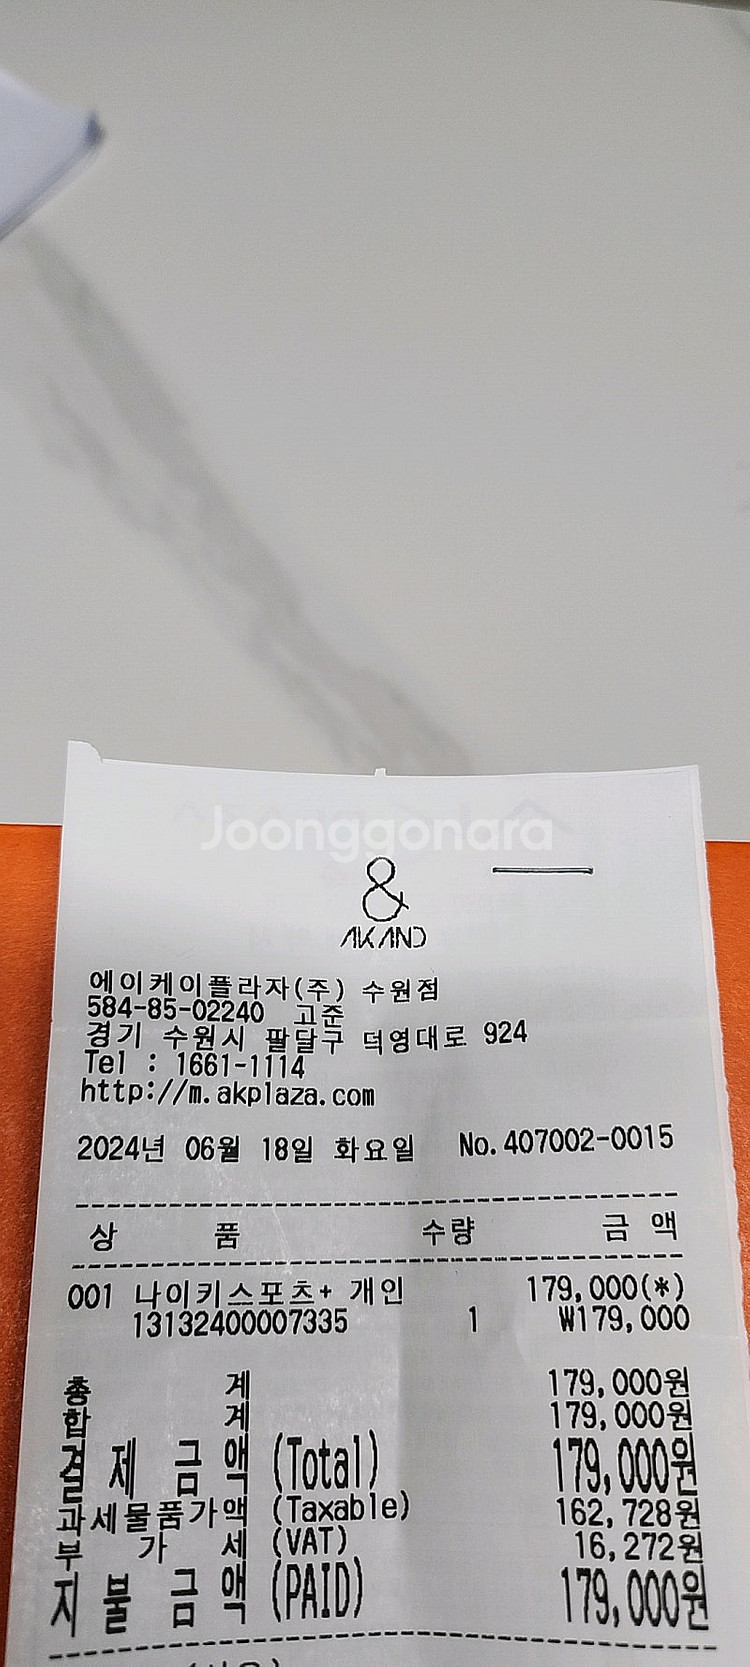 Joonggonara
&
AK AND
에이케이플라자(주) 수원점
584-85-02240 고준
경기 수원시 팔달구 덕영대로 924
Tel : 1661-1114
http://m.akplaza.com
2024년 06월 18일 화요일 No.407002-0015
상 품 수량 금 액
001 나이키스포츠+ 개인 179,000(*)
13132400007335 1 ₩179,000
총 계 179,000원
합 계 179,000원
결 제 금 액 (Total) 179,000원
과세물품가액 (Taxable) 162,728원
부 가 세 (VAT) 16,272원
지 불 금 액 (PAID) 179,000원